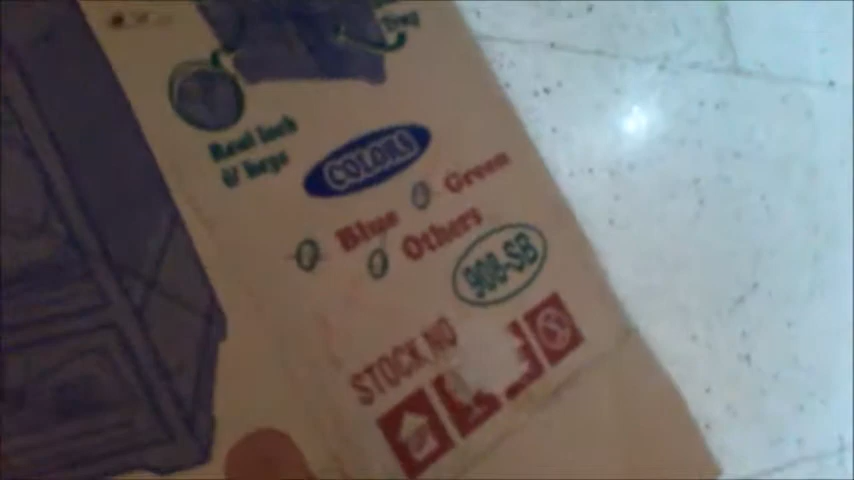 Real lock
& keys
COLORS
Blue
Green
Others
908-SB
STOCK NO